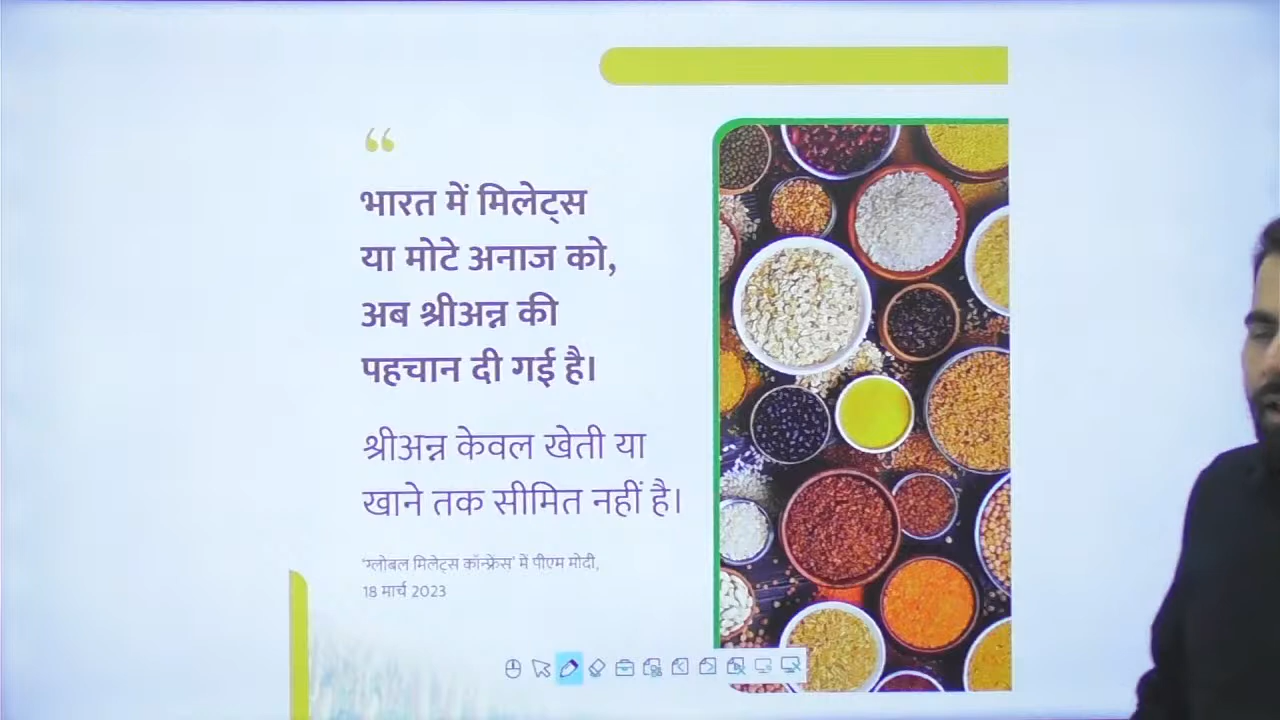 “
भारत में मिलेट्स
या मोटे अनाज को,
अब श्रीअन्न की
पहचान दी गई है।
श्रीअन्न केवल खेती या
खाने तक सीमित नहीं है।
‘ग्लोबल मिलेट्स कॉन्फ्रेंस’ में पीएम मोदी,
18 मार्च 2023